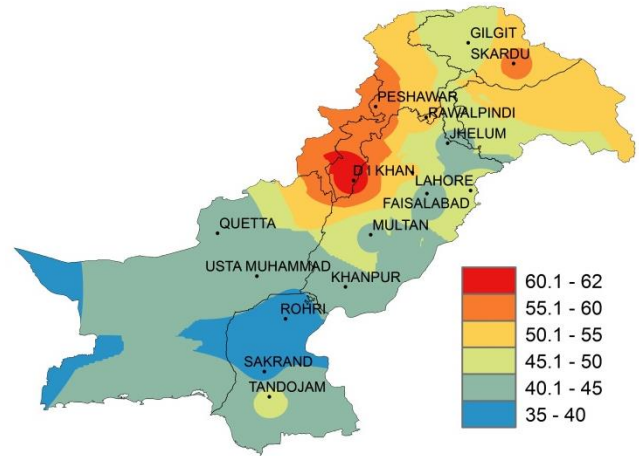 GILGIT
SKARDU
PESHAWAR
RAWALPINDI
JHELUM
D I KHAN
LAHORE
FAISALABAD
MULTAN
QUETTA
USTA MUHAMMAD
KHANPUR
ROHRI
SAKRAND
TANDOJAM
60.1 - 62
55.1 - 60
50.1 - 55
45.1 - 50
40.1 - 45
35 - 40